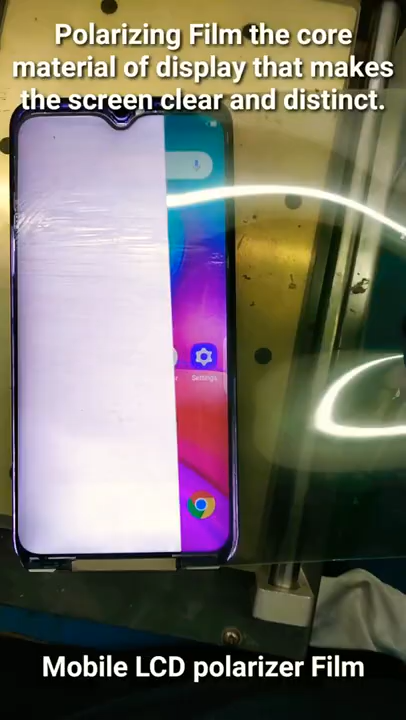 Polarizing Film the core
material of display that makes
the screen clear and distinct.
Settings
Mobile LCD polarizer Film